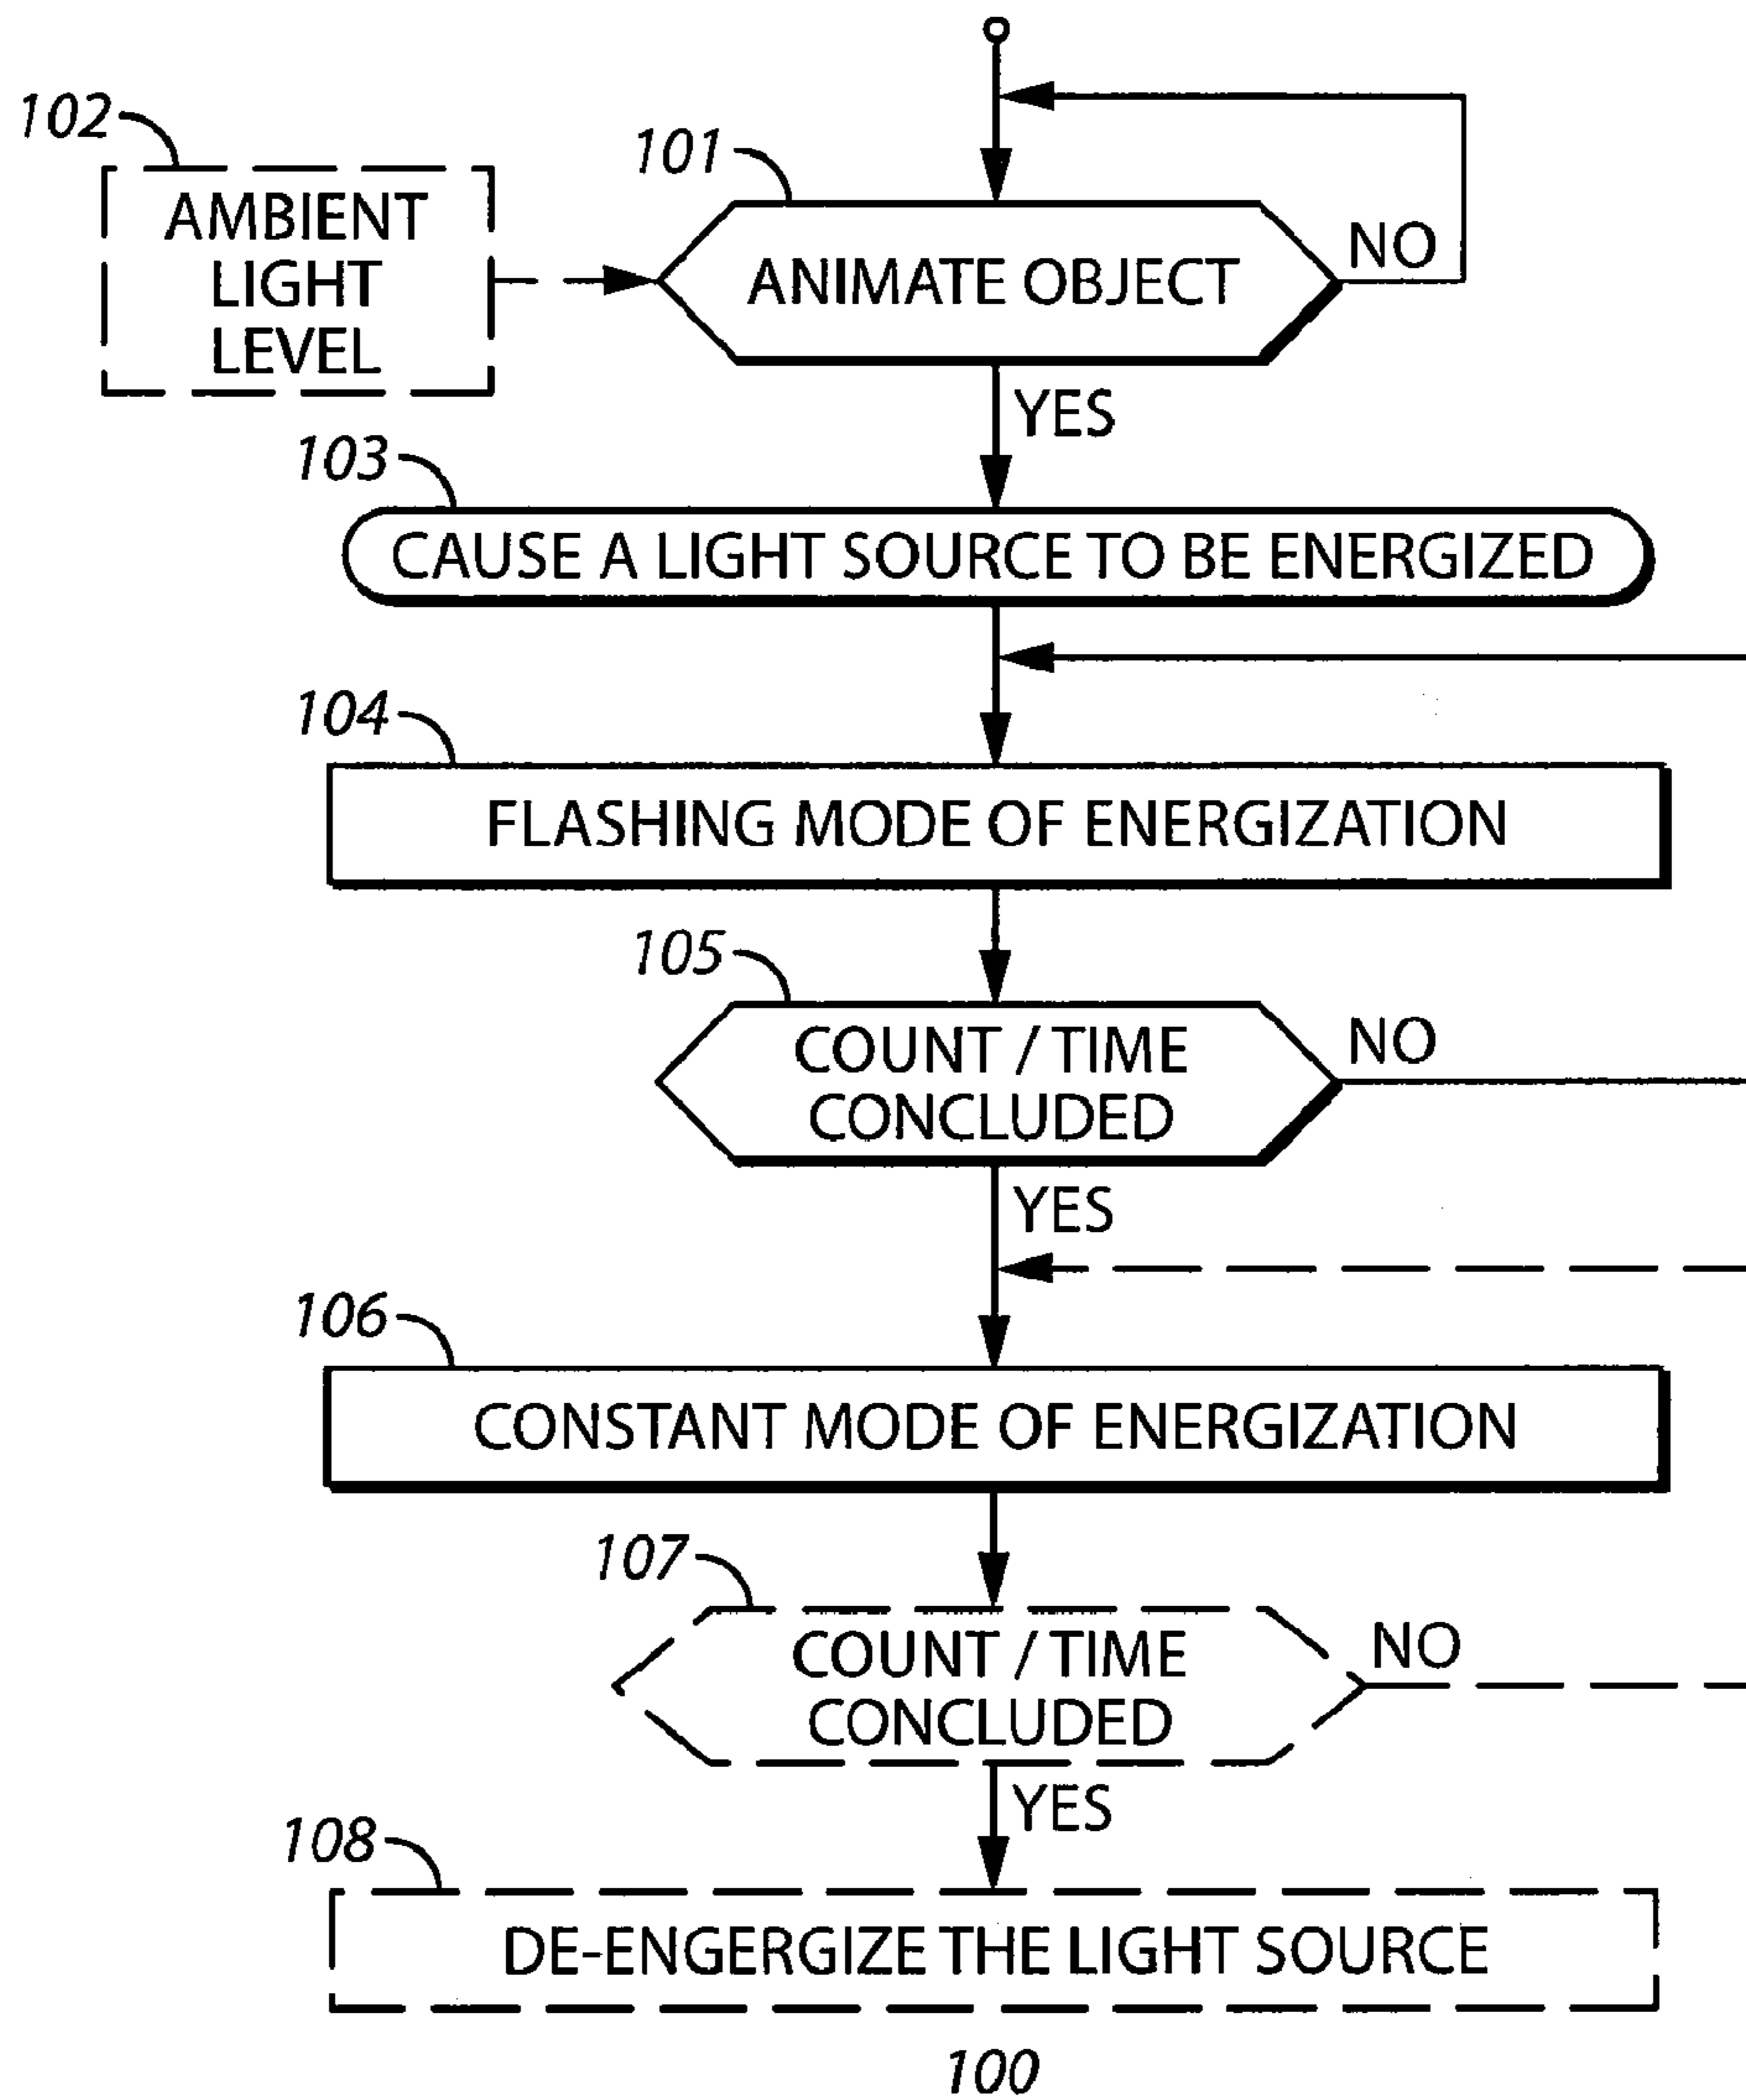 102
AMBIENT
LIGHT
LEVEL
101
ANIMATE OBJECT
NO
YES
103
CAUSE A LIGHT SOURCE TO BE ENERGIZED
104
FLASHING MODE OF ENERGIZATION
105
COUNT / TIME
CONCLUDED
NO
YES
106
CONSTANT MODE OF ENERGIZATION
107
COUNT / TIME
CONCLUDED
NO
YES
108
DE-ENGERGIZE THE LIGHT SOURCE
100